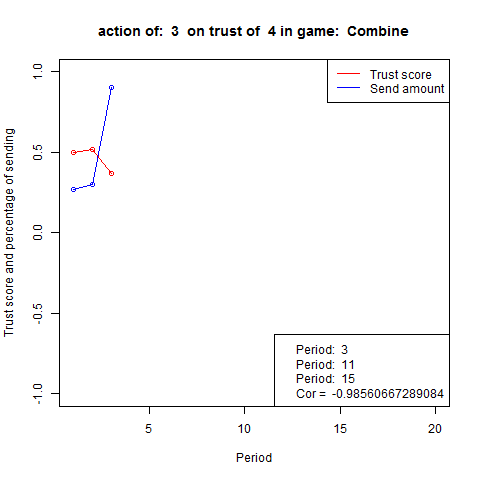 action of:  3  on trust of  4 in game:  Combine
Trust score
Send amount
Trust score and percentage of sending
1.0
0.5
0.0
-0.5
-1.0
Period:  3
Period:  11
Period:  15
Cor =  -0.98560667289084
5 10 15 20
Period